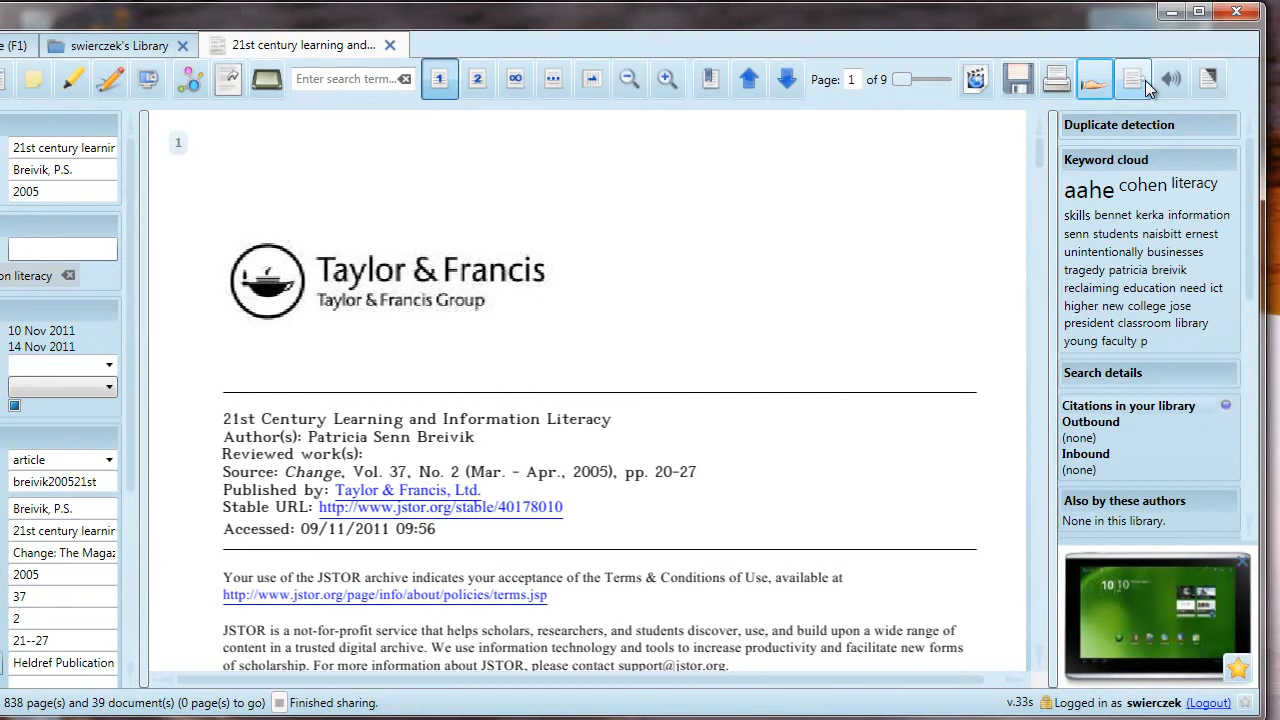 e (F1)
swierczek's Library
21st century learning and...
Enter search term...
1
2
Page: 1 of 9
21st century learnir
Breivik, P.S.
2005
on literacy
10 Nov 2011
14 Nov 2011
article
breivik200521st
Breivik, P.S.
21st century learnir
Change: The Magaz
2005
37
2
21--27
Heldref Publication
1
Taylor & Francis
Taylor & Francis Group
21st Century Learning and Information Literacy
Author(s): Patricia Senn Breivik
Reviewed work(s):
Source: Change, Vol. 37, No. 2 (Mar. - Apr., 2005), pp. 20-27
Published by: Taylor & Francis, Ltd.
Stable URL: http://www.jstor.org/stable/40178010
Accessed: 09/11/2011 09:56
Your use of the JSTOR archive indicates your acceptance of the Terms & Conditions of Use, available at
http://www.jstor.org/page/info/about/policies/terms.jsp
JSTOR is a not-for-profit service that helps scholars, researchers, and students discover, use, and build upon a wide range of
content in a trusted digital archive. We use information technology and tools to increase productivity and facilitate new forms
of scholarship. For more information about JSTOR, please contact support@jstor.org.
Duplicate detection
Keyword cloud
aahe cohen literacy
skills bennet kerka information
senn students naisbitt ernest
unintentionally businesses
tragedy patricia breivik
reclaiming education need ict
higher new college jose
president classroom library
young faculty p
Search details
Citations in your library
Outbound
(none)
Inbound
(none)
Also by these authors
None in this library.
10 10
838 page(s) and 39 document(s) (0 page(s) to go)
Finished sharing.
v.33s
Logged in as swierczek (Logout)